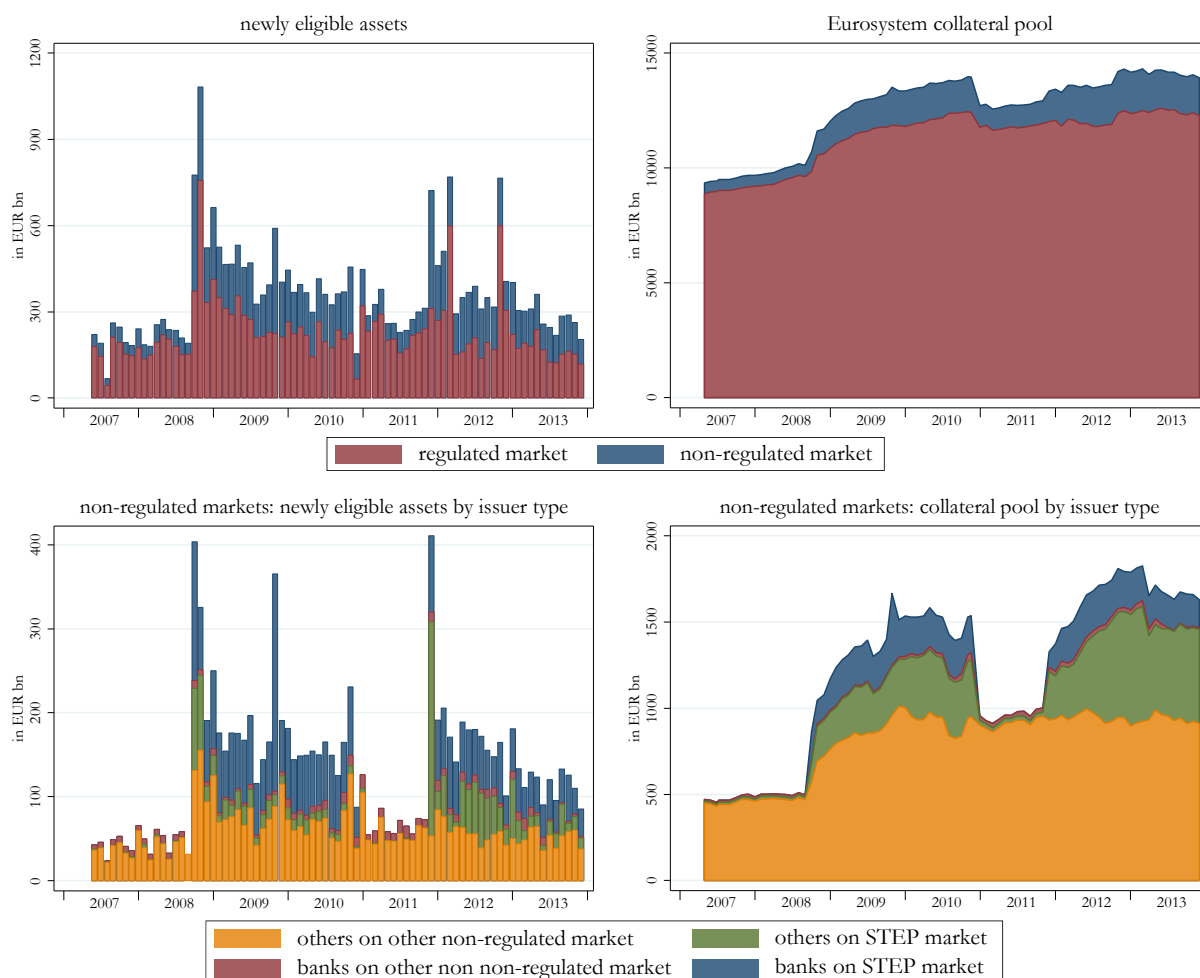 newly eligible assets
Eurosystem collateral pool
in EUR bn
1200
900
600
300
0
2007 2008 2009 2010 2011 2012 2013
in EUR bn
15000
10000
5000
0
2007 2008 2009 2010 2011 2012 2013
regulated market
non-regulated market
non-regulated markets: newly eligible assets by issuer type
non-regulated markets: collateral pool by issuer type
in EUR bn
400
300
200
100
0
2007 2008 2009 2010 2011 2012 2013
in EUR bn
2000
1500
1000
500
0
2007 2008 2009 2010 2011 2012 2013
others on other non-regulated market
others on STEP market
banks on other non non-regulated market
banks on STEP market